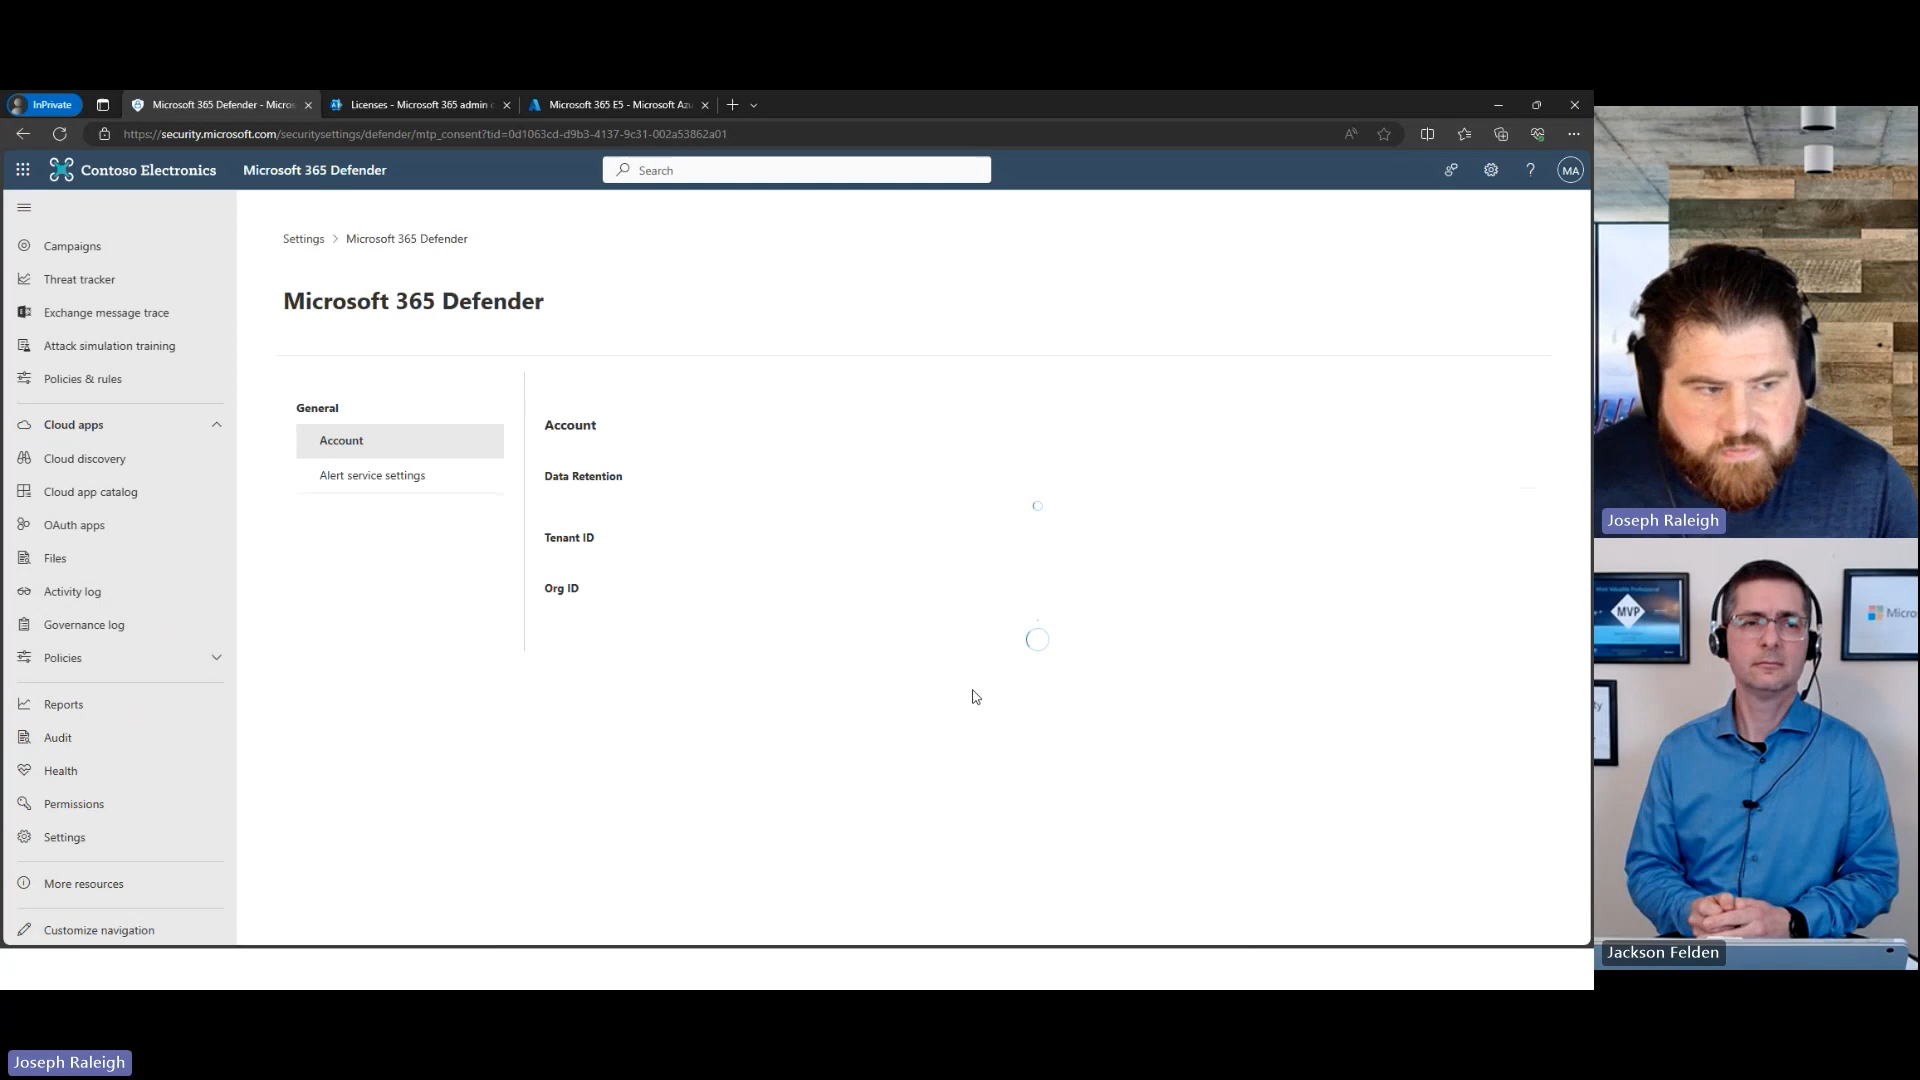 InPrivate
Microsoft 365 Defender - Micros
Licenses - Microsoft 365 admin c
Microsoft 365 E5 - Microsoft Azu
https://security.microsoft.com/securitysettings/defender/mtp_consent?tid=0d1063cd-d9b3-4137-9c31-002a53862a01
Contoso Electronics
Microsoft 365 Defender
Search
MA
Campaigns
Threat tracker
Exchange message trace
Attack simulation training
Policies & rules
Cloud apps
Cloud discovery
Cloud app catalog
OAuth apps
Files
Activity log
Governance log
Policies
Reports
Audit
Health
Permissions
Settings
More resources
Customize navigation
Settings > Microsoft 365 Defender
Microsoft 365 Defender
General
Account
Alert service settings
Account
Data Retention
Tenant ID
Org ID
Joseph Raleigh
MVP
Micro
Jackson Felden
Joseph Raleigh